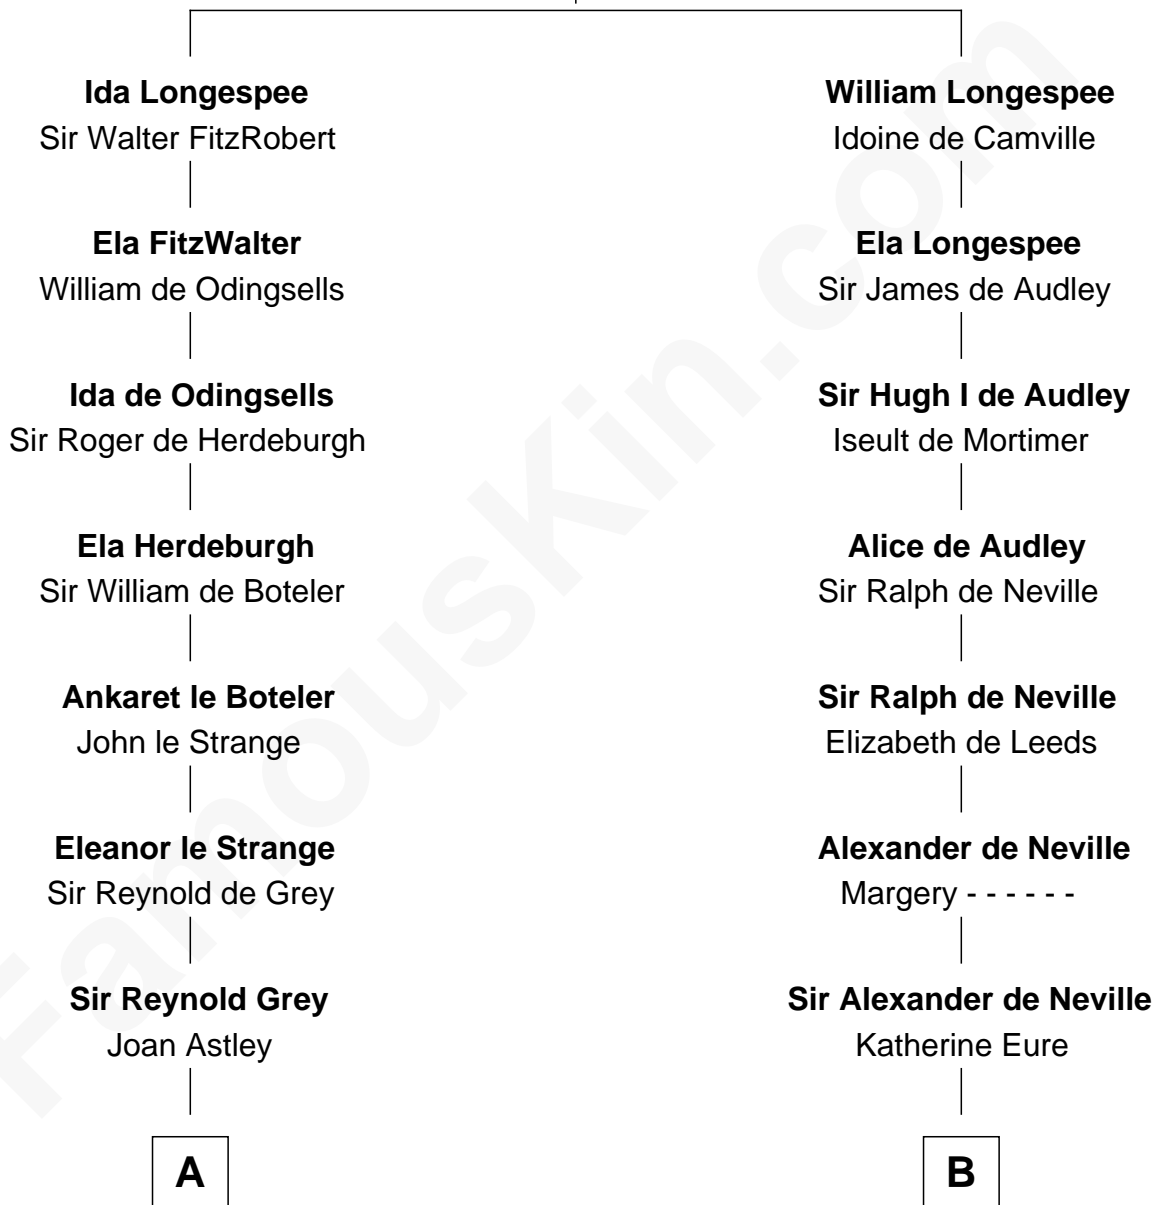 Ida Longespee
Sir Walter FitzRobert
Ela FitzWalter
William de Odingsells
Ida de Odingsells
Sir Roger de Herdeburgh
Ela Herdeburgh
Sir William de Boteler
Ankaret le Boteler
John le Strange
Eleanor le Strange
Sir Reynold de Grey
Sir Reynold Grey
Joan Astley
A
William Longespee
Idoine de Camville
Ela Longespee
Sir James de Audley
Sir Hugh I de Audley
Iseult de Mortimer
Alice de Audley
Sir Ralph de Neville
Sir Ralph de Neville
Elizabeth de Leeds
Alexander de Neville
Margery - - - - - -
Sir Alexander de Neville
Katherine Eure
B
FamousKin.com